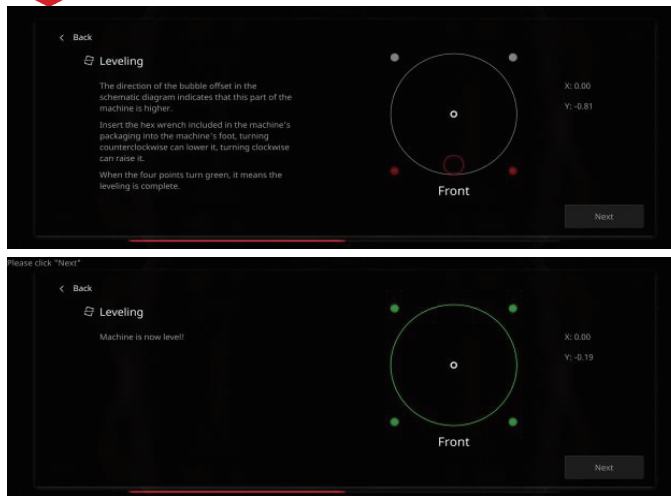 Back
Leveling
The direction of the bubble offset in the
schematic diagram indicates that this part of the
machine is higher.
Insert the hex wrench included in the machine's
packaging into the machine's foot, turning
counterclockwise can lower it, turning clockwise
can raise it.
When the four points turn green, it means the
leveling is complete.
X: 0.00
Y: -0.81
Front
Next
Please click "Next"
Back
Leveling
Machine is now level!
X: 0.00
Y: -0.19
Front
Next